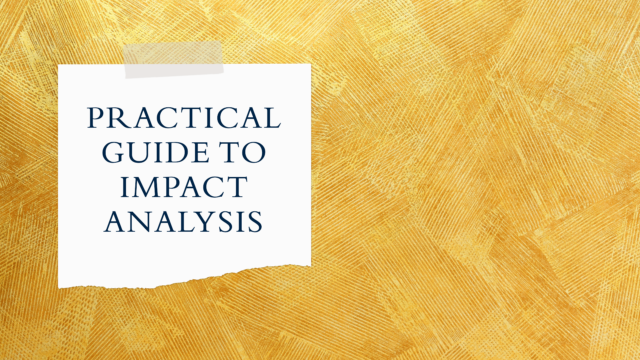 PRACTICAL
GUIDE TO
IMPACT
ANALYSIS